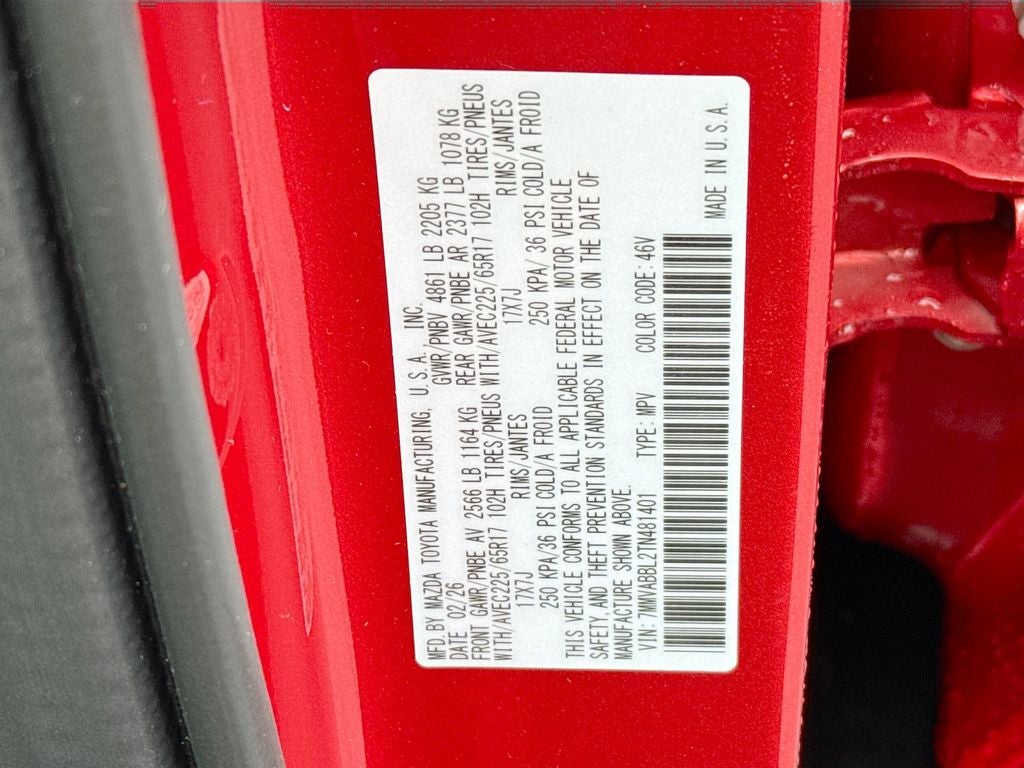 MFD. BY MAZDA TOYOTA MANUFACTURING, U.S.A. INC.
DATE 02/26 GVWR/PNBV 4861 LB 2205 KG
FRONT GAWR/PNBE AV 2566 LB 1164 KG REAR GAWR/PNBE AR 2377 LB 1078 KG
WITH/AVEC225/65R17 102H TIRES/PNEUS WITH/AVEC225/65R17 102H TIRES/PNEUS
17X7J RIMS/JANTES 17X7J RIMS/JANTES
250 KPA/36 PSI COLD/A FROID 250 KPA/ 36 PSI COLD/A FROID
THIS VEHICLE CONFORMS TO ALL APPLICABLE FEDERAL MOTOR VEHICLE
SAFETY,AND THEFT PREVENTION STANDARDS IN EFFECT ON THE DATE OF
MANUFACTURE SHOWN ABOVE.
VIN: 7MMVABBL2TN481401 TYPE: MPV COLOR CODE: 46V
MADE IN U.S.A.